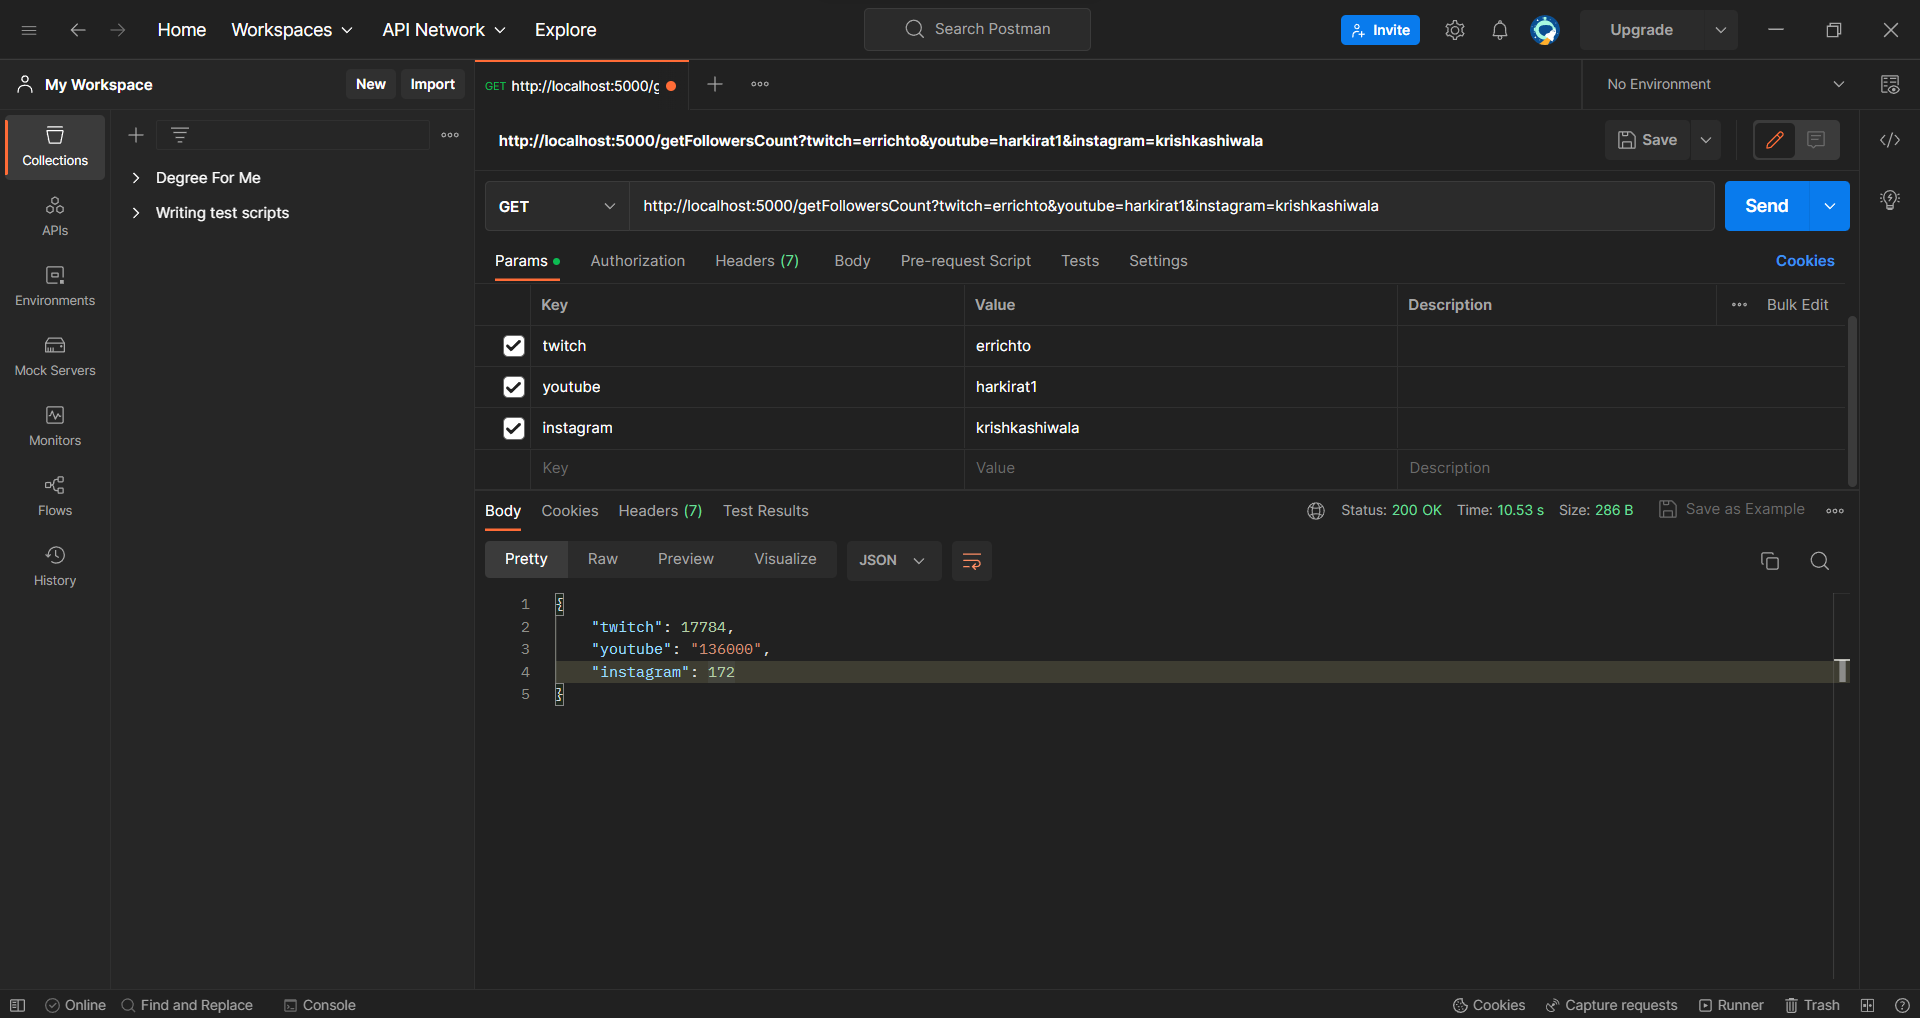 Home Workspaces API Network Explore Search Postman Invite Upgrade
My Workspace New Import GET http://localhost:5000/g No Environment
http://localhost:5000/getFollowersCount?twitch=errichto&youtube=harkirat1&instagram=krishkashiwala Save
Collections
APIs
Environments
Mock Servers
Monitors
Flows
History
Degree For Me
Writing test scripts
GET http://localhost:5000/getFollowersCount?twitch=errichto&youtube=harkirat1&instagram=krishkashiwala Send
Params Authorization Headers (7) Body Pre-request Script Tests Settings Cookies
Key Value Description Bulk Edit
twitch errichto
youtube harkirat1
instagram krishkashiwala
Key Value Description
Body Cookies Headers (7) Test Results Status: 200 OK Time: 10.53 s Size: 286 B Save as Example
Pretty Raw Preview Visualize JSON
1 {
2 "twitch": 17784,
3 "youtube": "136000",
4 "instagram": 172
5 }
Online Find and Replace Console Cookies Capture requests Runner Trash